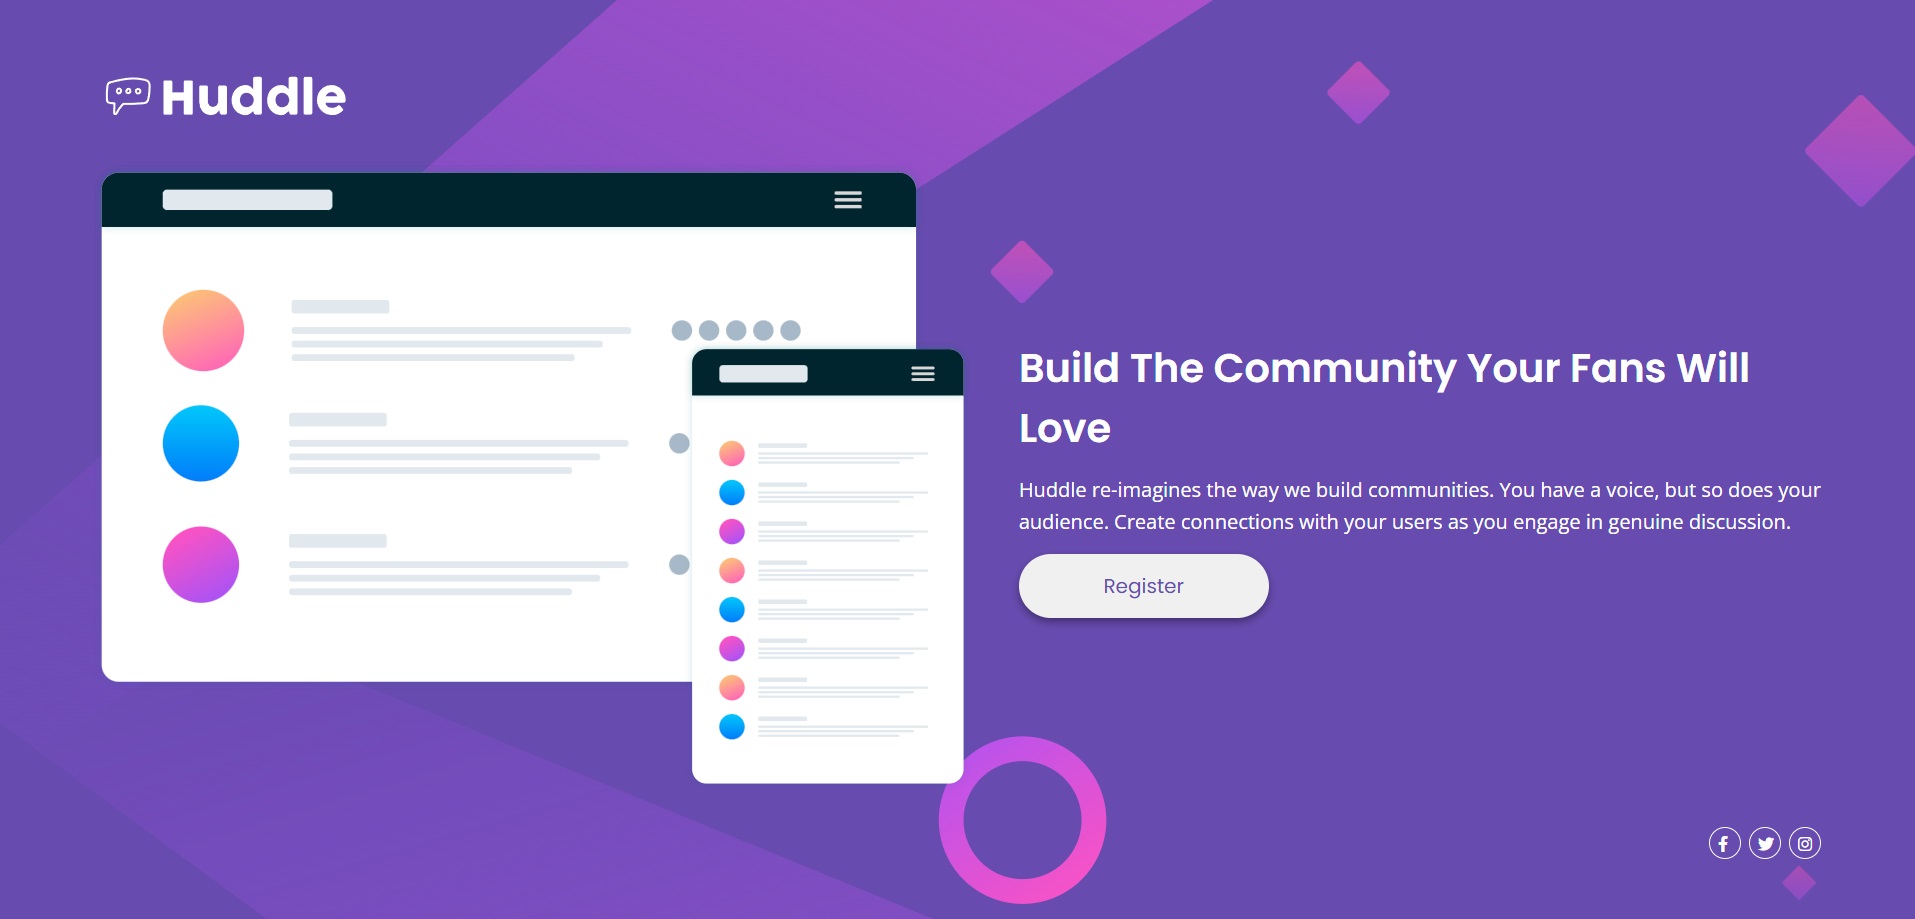 Huddle
Build The Community Your Fans Will
Love
Huddle re-imagines the way we build communities. You have a voice, but so does your
audience. Create connections with your users as you engage in genuine discussion.
Register